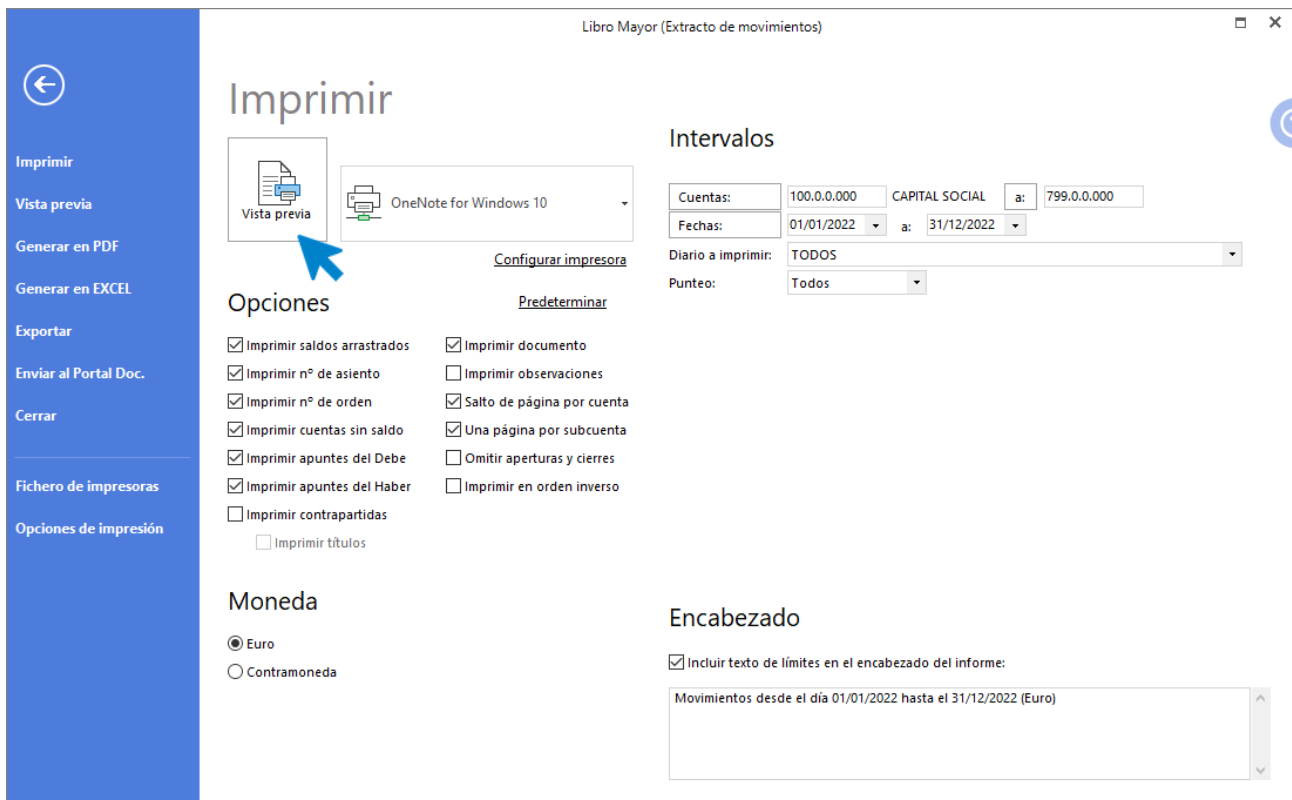 Libro Mayor (Extracto de movimientos)
Imprimir
Vista previa
Generar en PDF
Generar en EXCEL
Exportar
Enviar al Portal Doc.
Cerrar
Fichero de impresoras
Opciones de impresión
Imprimir
Vista previa
OneNote for Windows 10
Configurar impresora
Opciones
Predeterminar
Imprimir saldos arrastrados
Imprimir documento
Imprimir nº de asiento
Imprimir observaciones
Imprimir nº de orden
Salto de página por cuenta
Imprimir cuentas sin saldo
Una página por subcuenta
Imprimir apuntes del Debe
Omitir aperturas y cierres
Imprimir apuntes del Haber
Imprimir en orden inverso
Imprimir contrapartidas
Imprimir títulos
Moneda
Euro
Contramoneda
Intervalos
Cuentas: 100.0.0.000 CAPITAL SOCIAL a: 799.0.0.000
Fechas: 01/01/2022 a: 31/12/2022
Diario a imprimir: TODOS
Punteo: Todos
Encabezado
Incluir texto de límites en el encabezado del informe:
Movimientos desde el día 01/01/2022 hasta el 31/12/2022 (Euro)